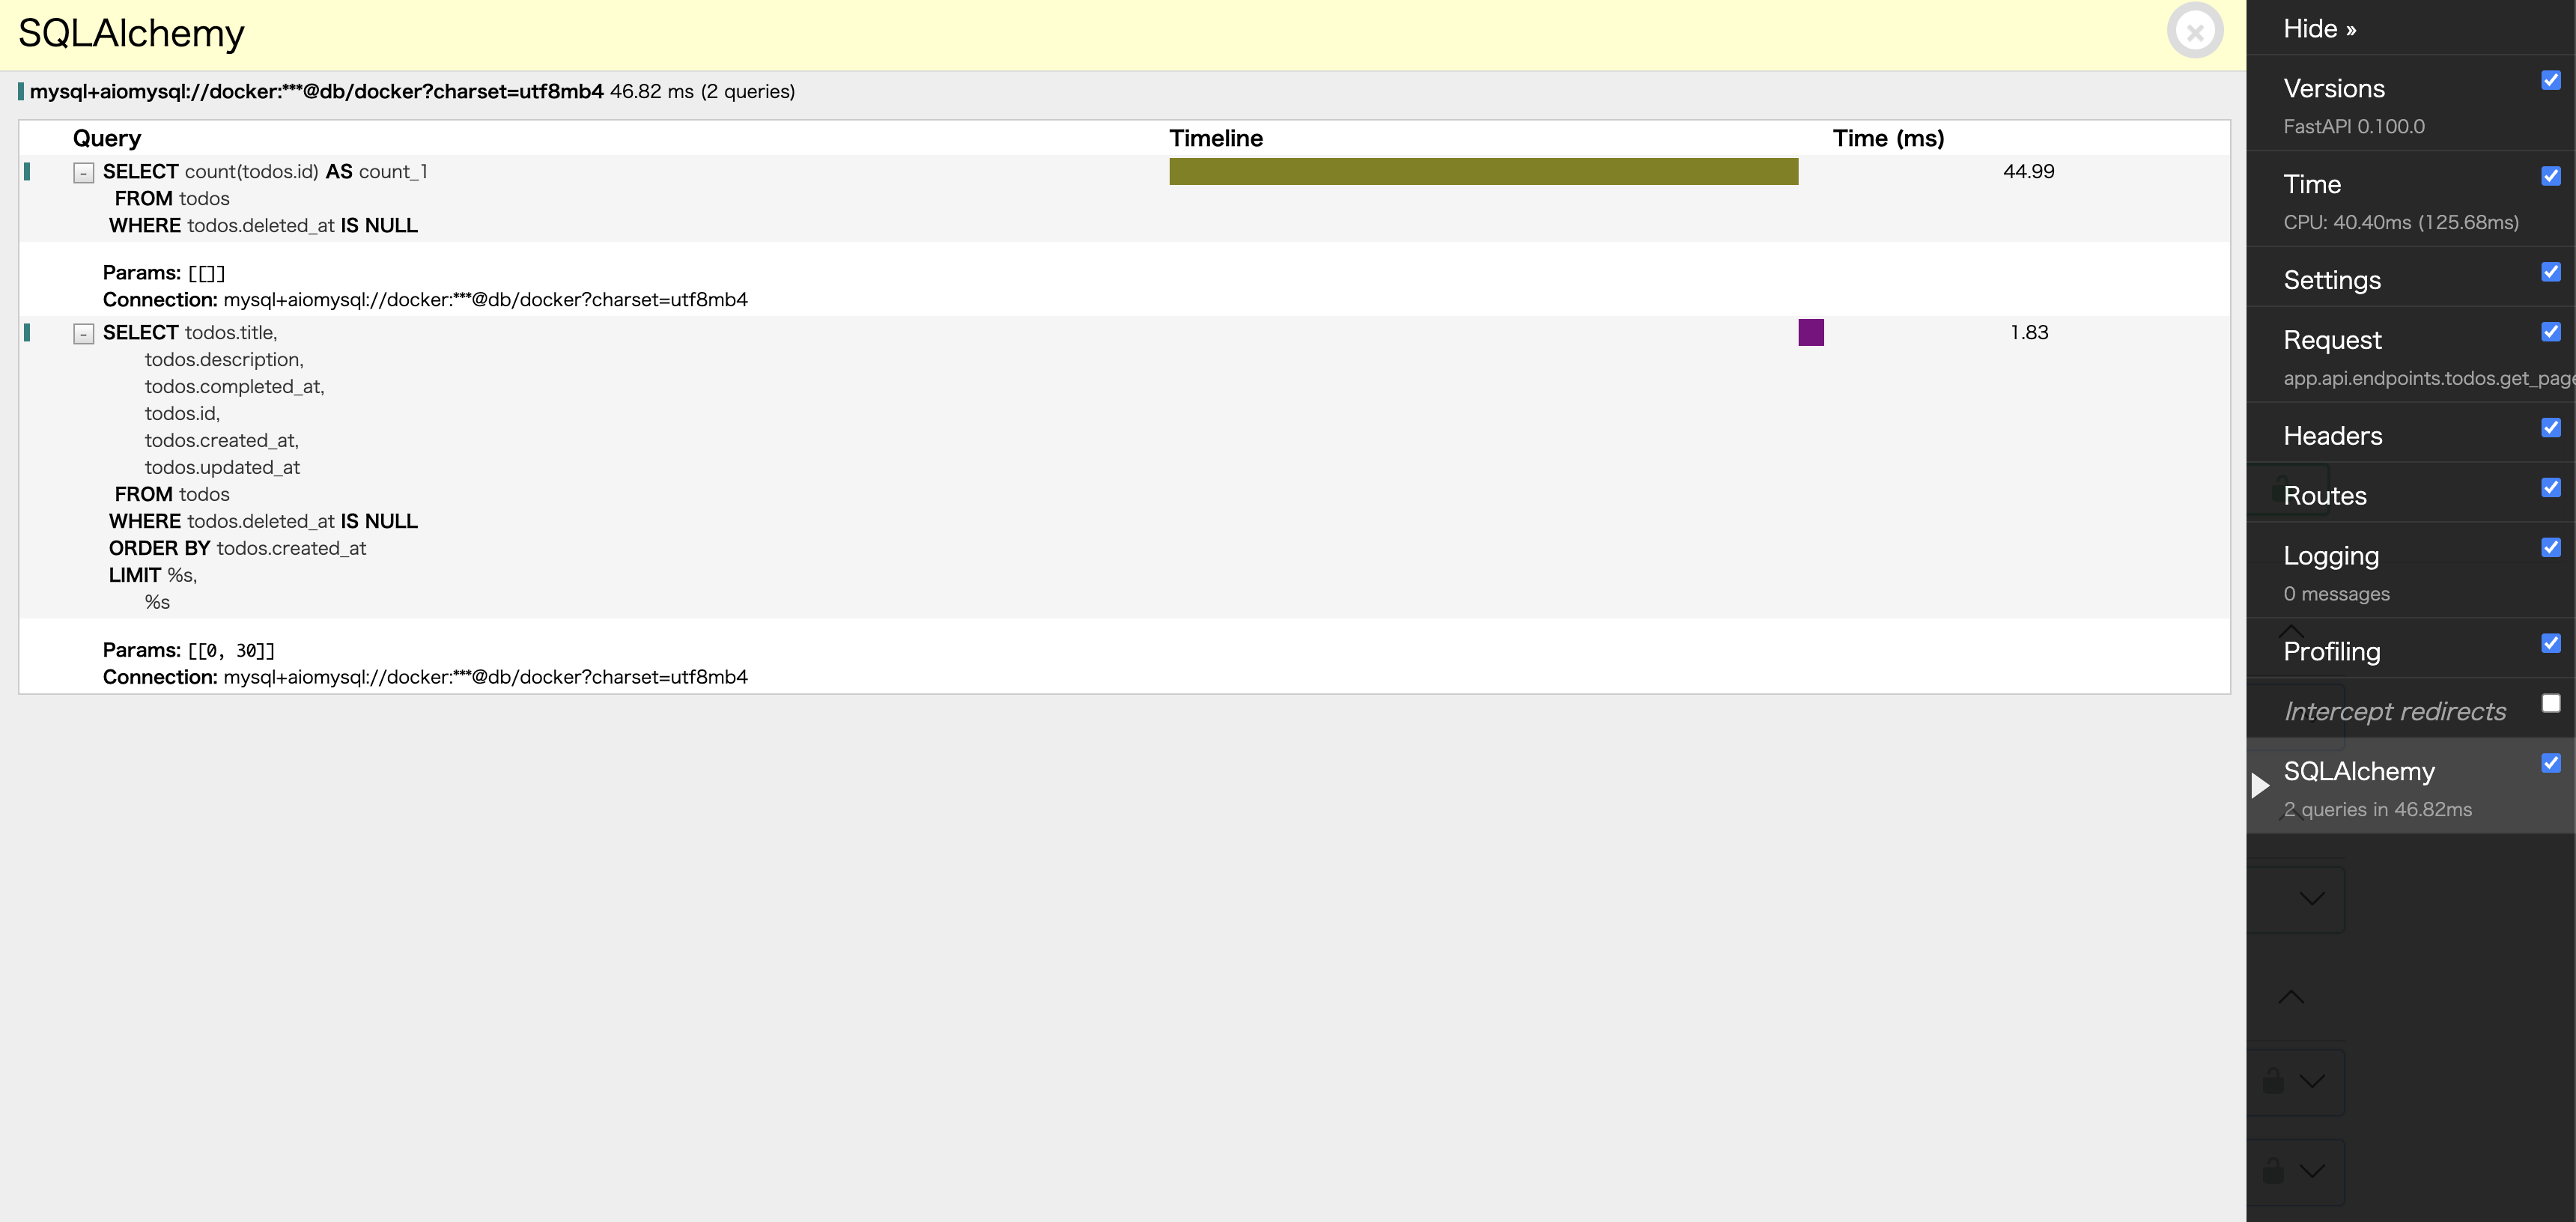 SQLAlchemy
mysql+aiomysql://docker:***@db/docker?charset=utf8mb4 46.82 ms (2 queries)
Query Timeline Time (ms)
- SELECT count(todos.id) AS count_1 44.99
FROM todos
WHERE todos.deleted_at IS NULL
Params: [[]]
Connection: mysql+aiomysql://docker:***@db/docker?charset=utf8mb4
- SELECT todos.title, 1.83
todos.description,
todos.completed_at,
todos.id,
todos.created_at,
todos.updated_at
FROM todos
WHERE todos.deleted_at IS NULL
ORDER BY todos.created_at
LIMIT %s,
%s
Params: [[0, 30]]
Connection: mysql+aiomysql://docker:***@db/docker?charset=utf8mb4
Hide »
Versions
FastAPI 0.100.0
Time
CPU: 40.40ms (125.68ms)
Settings
Request
app.api.endpoints.todos.get_page
Headers
Routes
Logging
0 messages
Profiling
Intercept redirects
SQLAlchemy
2 queries in 46.82ms